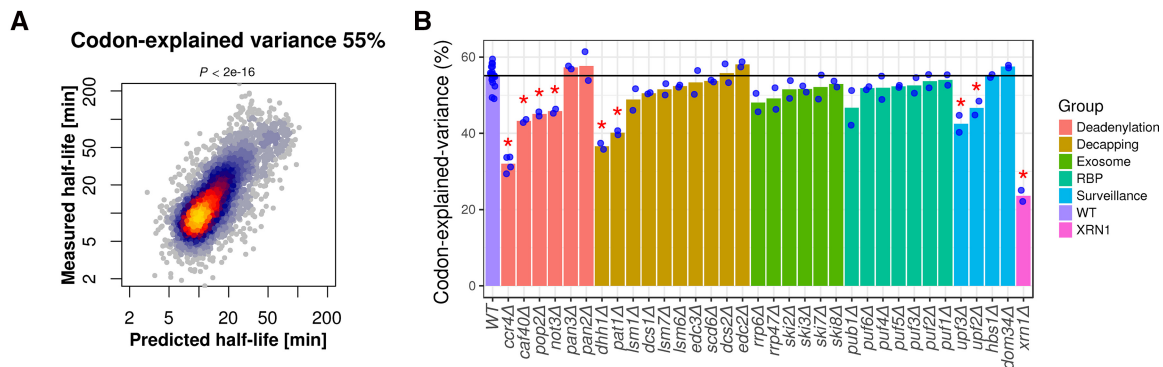 A
Codon-explained variance 55%
P < 2e-16
Measured half-life [min]
200
50
20
5
2
2
5
20
50
200
Predicted half-life [min]
B
Codon-explained-variance (%)
60
40
20
0
*
*
*
*
*
*
*
*
*
WT
ccr4Δ
caf40Δ
pop2Δ
not3Δ
pan3Δ
pan2Δ
dhh1Δ
pat1Δ
lsm1Δ
dcs1Δ
lsm7Δ
lsm6Δ
edc3Δ
scd6Δ
dcs2Δ
edc2Δ
rrp6Δ
rrp47Δ
ski2Δ
ski3Δ
ski7Δ
ski8Δ
pub1Δ
puf6Δ
puf4Δ
puf5Δ
puf3Δ
puf2Δ
puf1Δ
upf3Δ
upf2Δ
hbs1Δ
dom34Δ
xrn1Δ
Group
Deadenylation
Decapping
Exosome
RBP
Surveillance
WT
XRN1